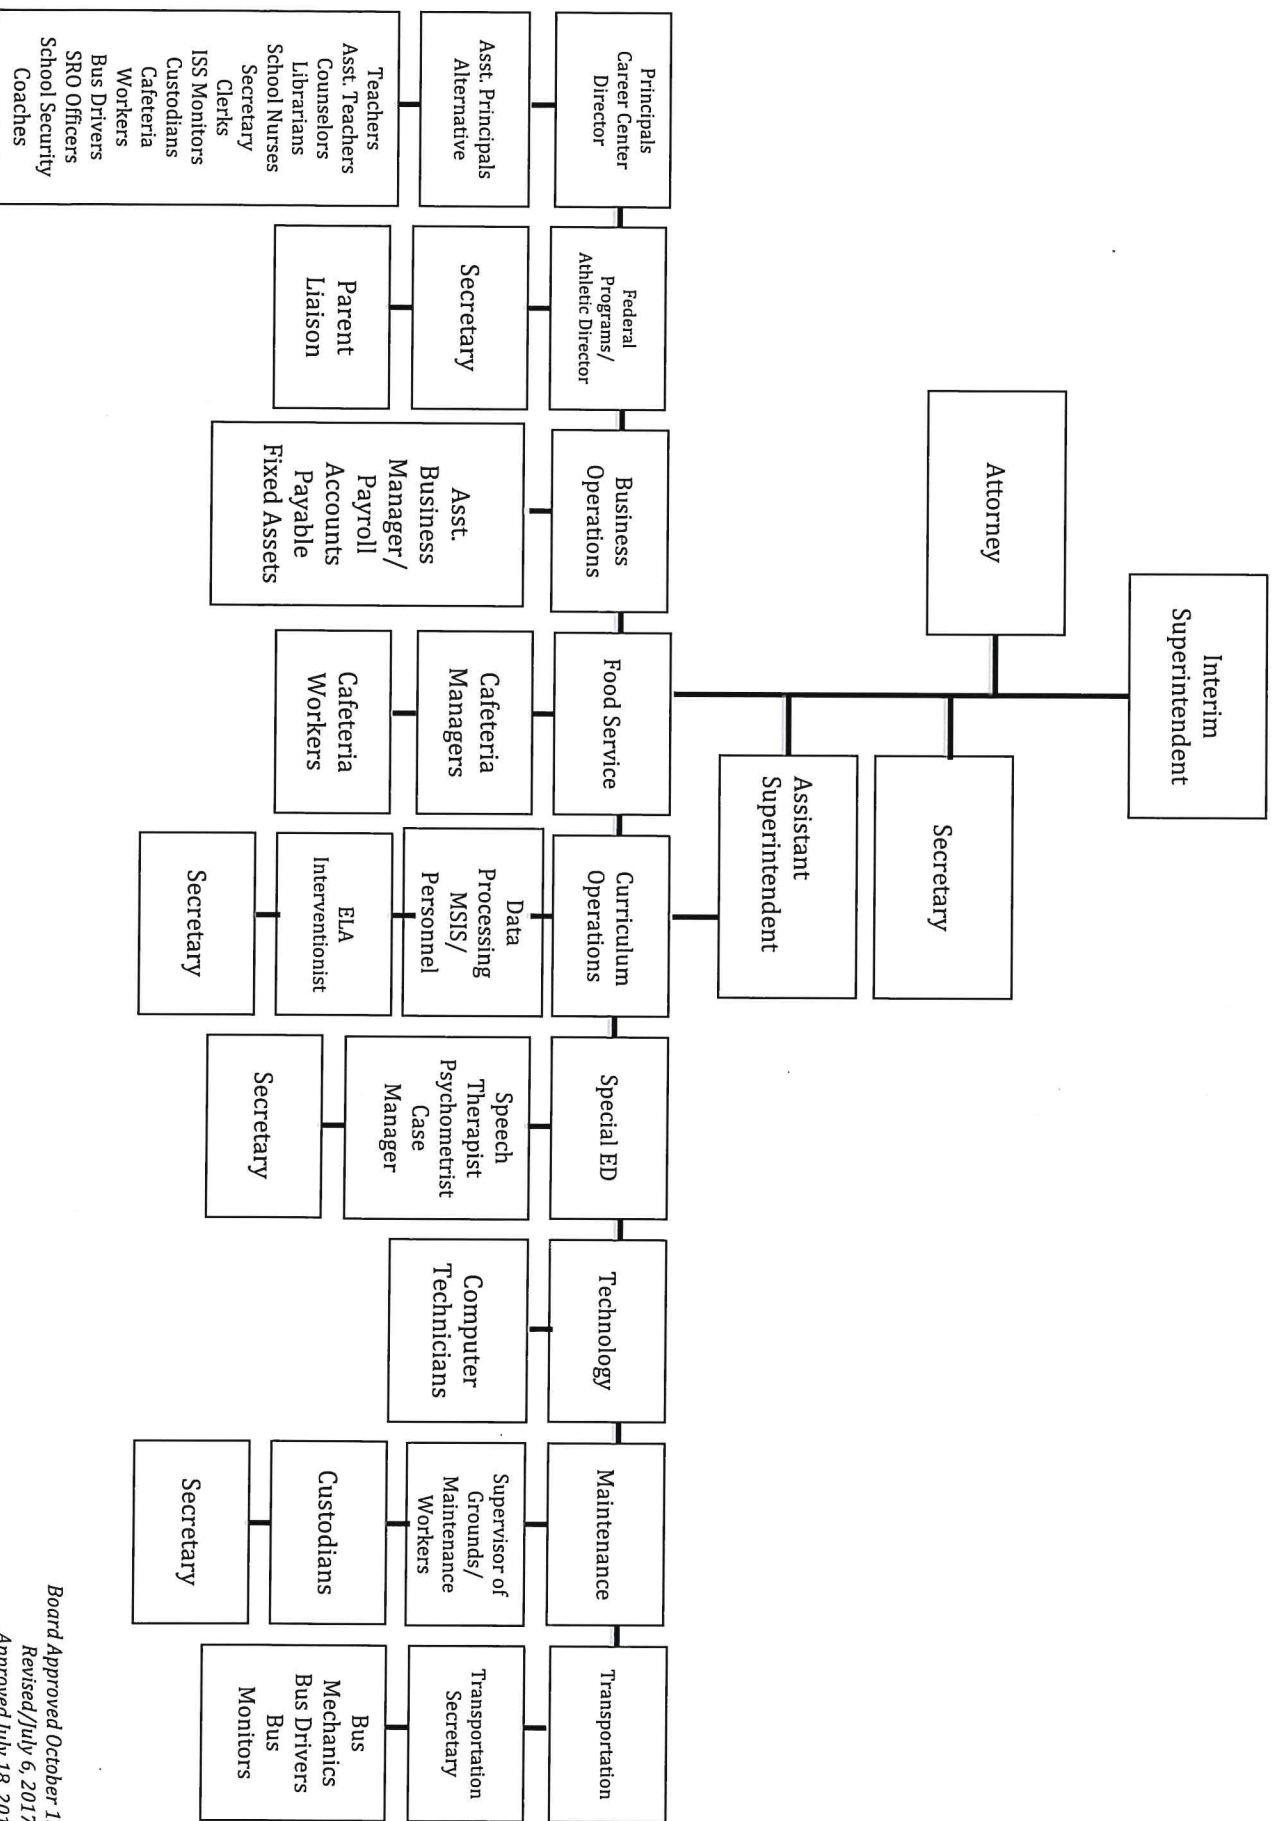 Interim
Superintendent
Attorney
Secretary
Assistant
Superintendent
Principals
Career Center
Director
Federal
Programs/
Athletic Director
Business
Operations
Food Service
Curriculum
Operations
Special ED
Technology
Maintenance
Transportation
Asst. Principals
Alternative
Teachers
Asst. Teachers
Counselors
Librarians
School Nurses
Secretary
Clerks
ISS Monitors
Custodians
Cafeteria
Workers
Bus Drivers
SRO Officers
School Security
Coaches
Secretary
Parent
Liaison
Asst.
Business
Manager/
Payroll
Accounts
Payable
Fixed Assets
Cafeteria
Managers
Cafeteria
Workers
Data
Processing
MSIS/
Personnel
ELA
Interventionist
Secretary
Speech
Therapist
Psychometrist
Case
Manager
Secretary
Computer
Technicians
Supervisor of
Grounds/
Maintenance
Workers
Custodians
Secretary
Transportation
Secretary
Bus
Mechanics
Bus Drivers
Bus
Monitors
Board Approved October
Revised/July 6, 2017
Approved July 18,